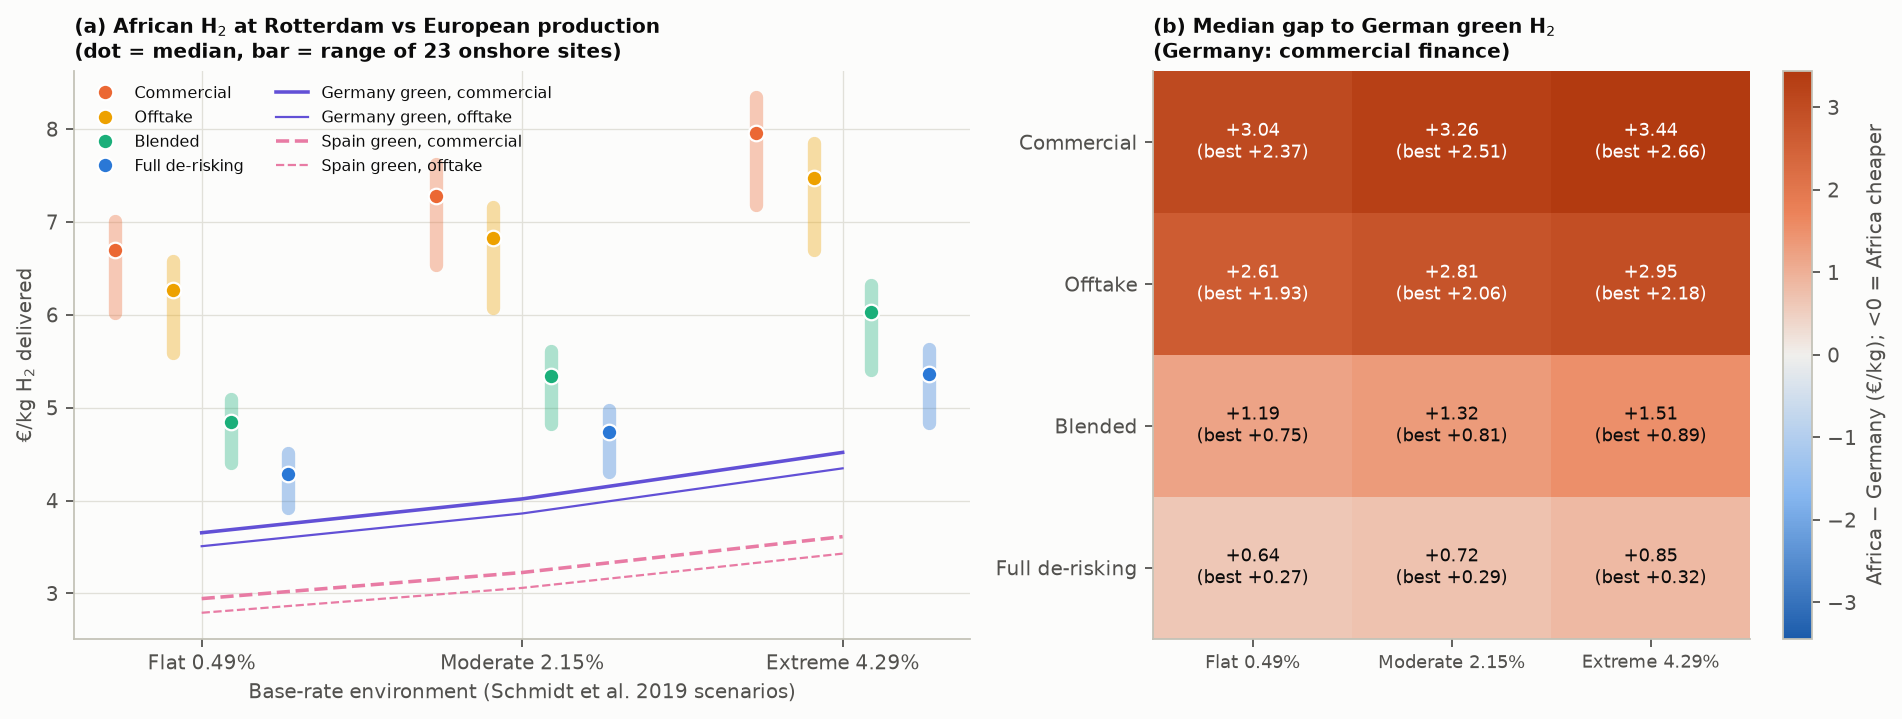 (a) African H₂ at Rotterdam vs European production
(dot = median, bar = range of 23 onshore sites)
Commercial
Offtake
Blended
Full de-risking
Germany green, commercial
Germany green, offtake
Spain green, commercial
Spain green, offtake
€/kg H₂ delivered
8
7
6
5
4
3
Flat 0.49%
Moderate 2.15%
Extreme 4.29%
Base-rate environment (Schmidt et al. 2019 scenarios)
(b) Median gap to German green H₂
(Germany: commercial finance)
Commercial
+3.04
(best +2.37)
+3.26
(best +2.51)
+3.44
(best +2.66)
Offtake
+2.61
(best +1.93)
+2.81
(best +2.06)
+2.95
(best +2.18)
Blended
+1.19
(best +0.75)
+1.32
(best +0.81)
+1.51
(best +0.89)
Full de-risking
+0.64
(best +0.27)
+0.72
(best +0.29)
+0.85
(best +0.32)
Flat 0.49%
Moderate 2.15%
Extreme 4.29%
3
2
1
0
−1
−2
−3
Africa − Germany (€/kg); <0 = Africa cheaper